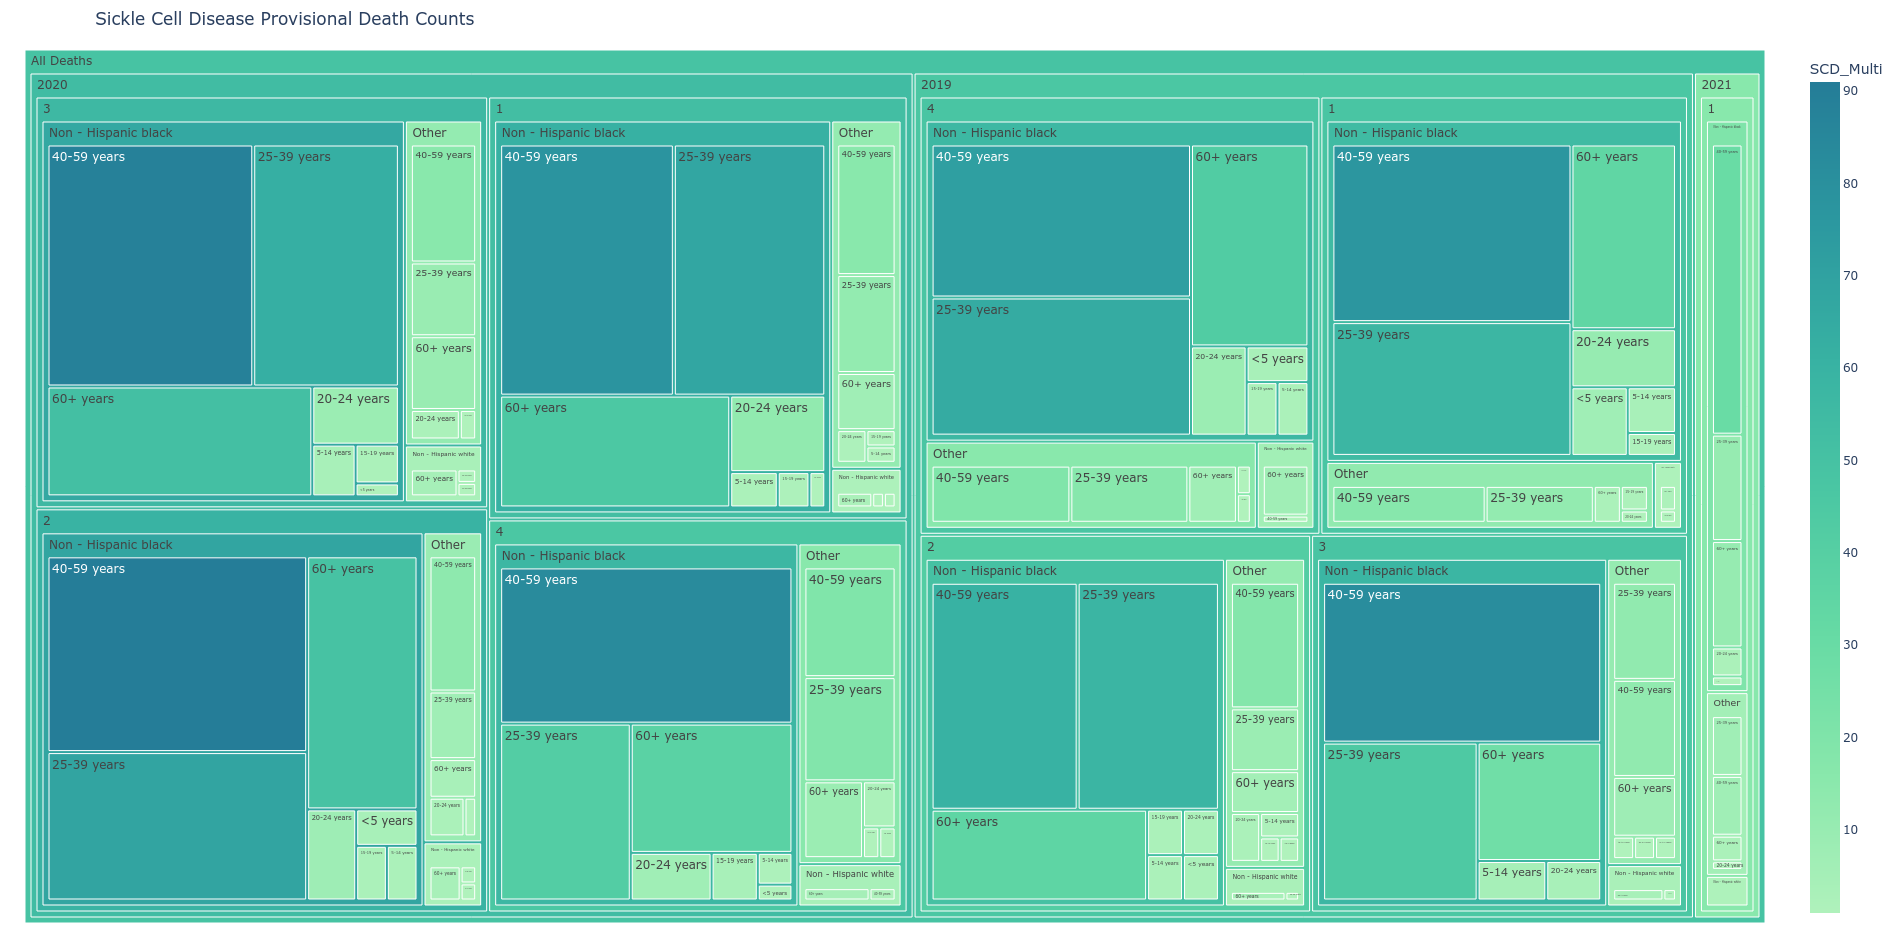 Sickle Cell Disease Provisional Death Counts
All Deaths
2020
3
Non - Hispanic black
40-59 years
25-39 years
60+ years
20-24 years
5-14 years
15-19 years
<5 years
Other
40-59 years
25-39 years
60+ years
20-24 years
Non - Hispanic white
60+ years
1
Non - Hispanic black
40-59 years
25-39 years
60+ years
20-24 years
5-14 years
15-19 years
Other
40-59 years
25-39 years
60+ years
20-24 years
15-19 years
5-14 years
Non - Hispanic white
60+ years
2
Non - Hispanic black
40-59 years
25-39 years
60+ years
20-24 years
<5 years
15-19 years
5-14 years
Other
40-59 years
25-39 years
60+ years
20-24 years
Non - Hispanic white
60+ years
4
Non - Hispanic black
40-59 years
25-39 years
60+ years
20-24 years
15-19 years
5-14 years
<5 years
Other
40-59 years
25-39 years
60+ years
20-24 years
Non - Hispanic white
60+ years
40-59 years
2019
4
Non - Hispanic black
40-59 years
25-39 years
60+ years
20-24 years
<5 years
15-19 years
5-14 years
Other
40-59 years
25-39 years
60+ years
Non - Hispanic white
60+ years
40-59 years
1
Non - Hispanic black
40-59 years
25-39 years
60+ years
20-24 years
<5 years
5-14 years
15-19 years
Other
40-59 years
25-39 years
60+ years
15-19 years
20-24 years
2
Non - Hispanic black
40-59 years
25-39 years
60+ years
15-19 years
20-24 years
5-14 years
<5 years
Other
40-59 years
25-39 years
60+ years
20-24 years
5-14 years
Non - Hispanic white
60+ years
3
Non - Hispanic black
40-59 years
25-39 years
60+ years
5-14 years
20-24 years
Other
25-39 years
40-59 years
60+ years
Non - Hispanic white
2021
1
Non - Hispanic black
40-59 years
25-39 years
60+ years
20-24 years
Other
25-39 years
40-59 years
60+ years
20-24 years
Non - Hispanic white
SCD_Multi
90
80
70
60
50
40
30
20
10